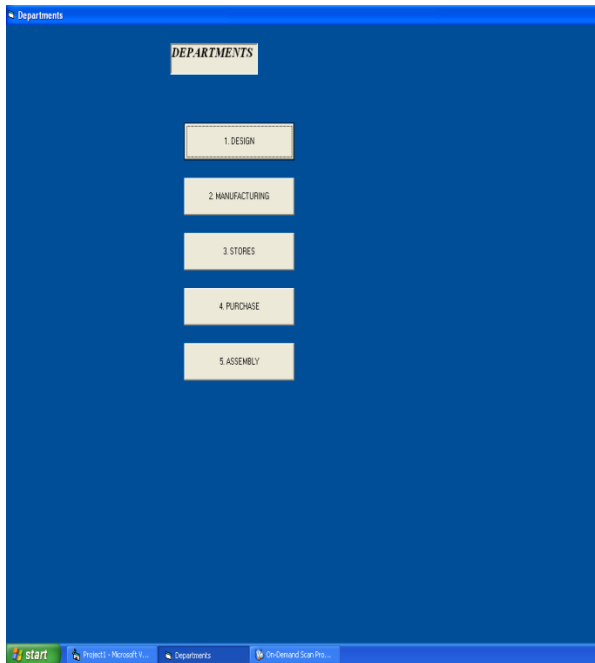 Departments
DEPARTMENTS
1. DESIGN
2. MANUFACTURING
3. STORES
4. PURCHASE
5. ASSEMBLY
start
Project1 - Microsoft V...
Departments
On-Demand Scan Pro...